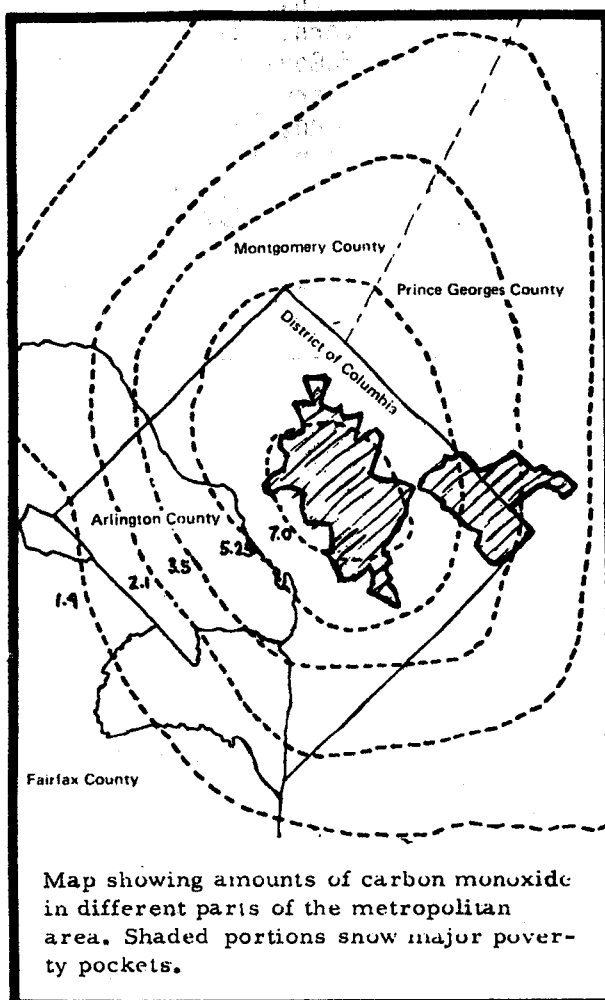 Montgomery County
Prince Georges County
District of Columbia
Arlington County
7.0
5.25
3.5
2.1
1.4
Fairfax County
Map showing amounts of carbon monoxide
in different parts of the metropolitan
area. Shaded portions snow major pover-
ty pockets.